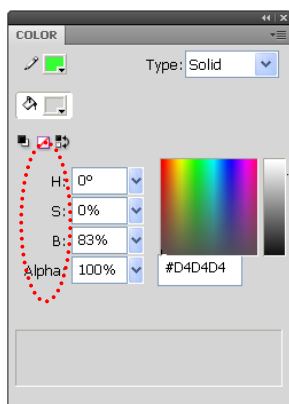 COLOR
Type: Solid
H: 0°
S: 0%
B: 83%
Alpha: 100% #D4D4D4